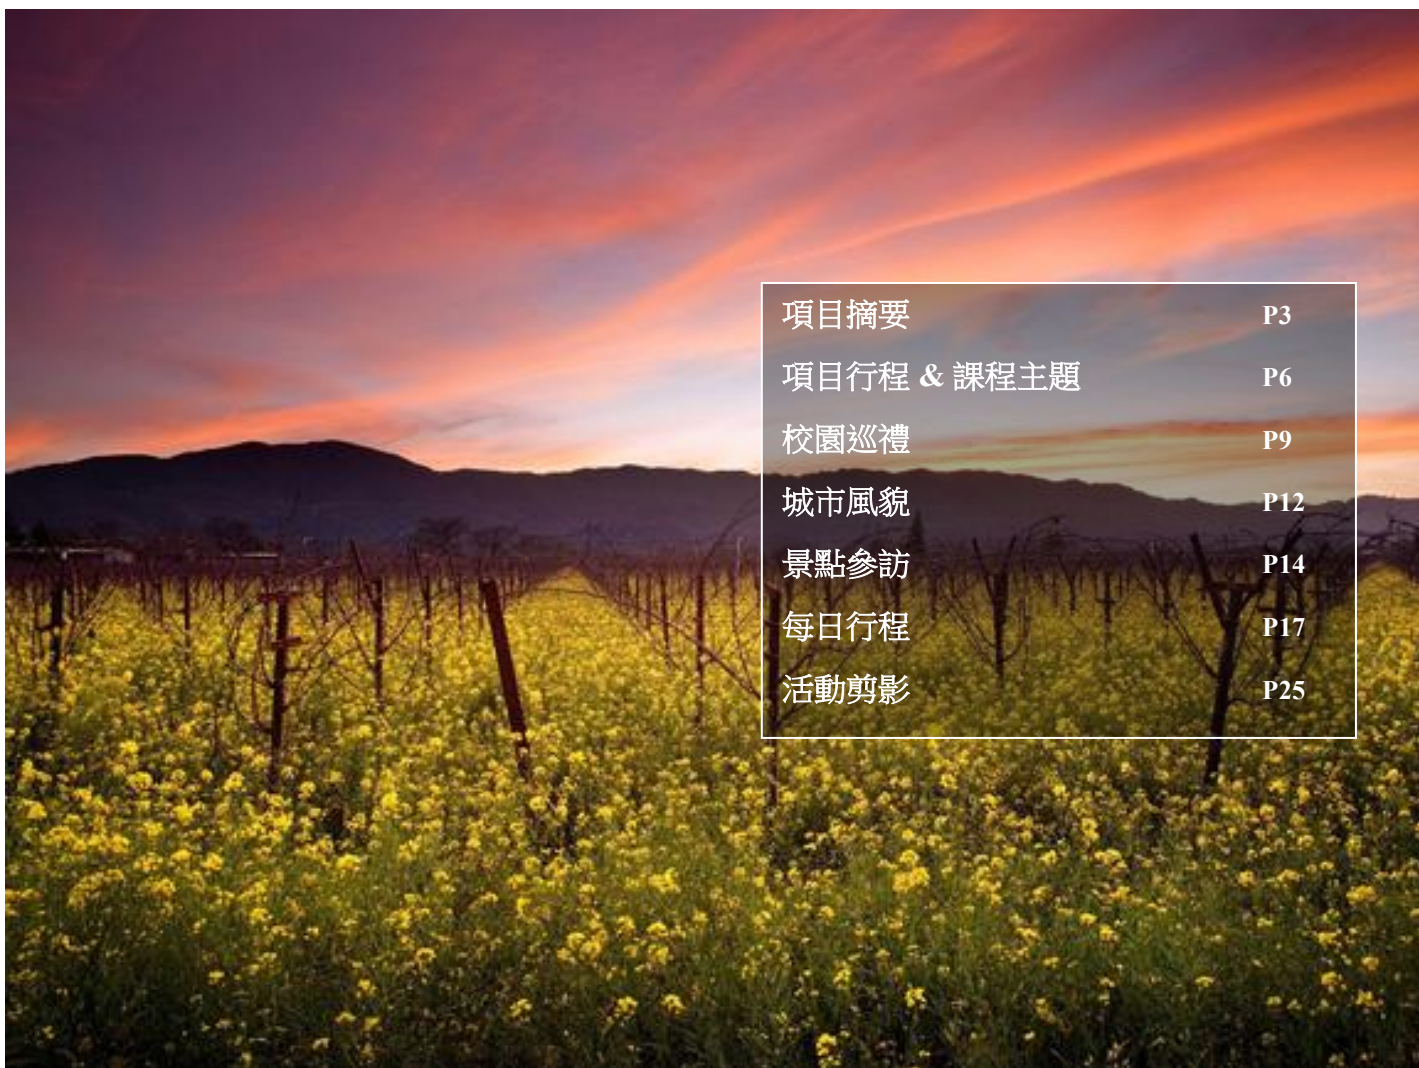 項目摘要 P3
項目行程 & 課程主題 P6
校園巡禮 P9
城市風貌 P12
景點參訪 P14
每日行程 P17
活動剪影 P25